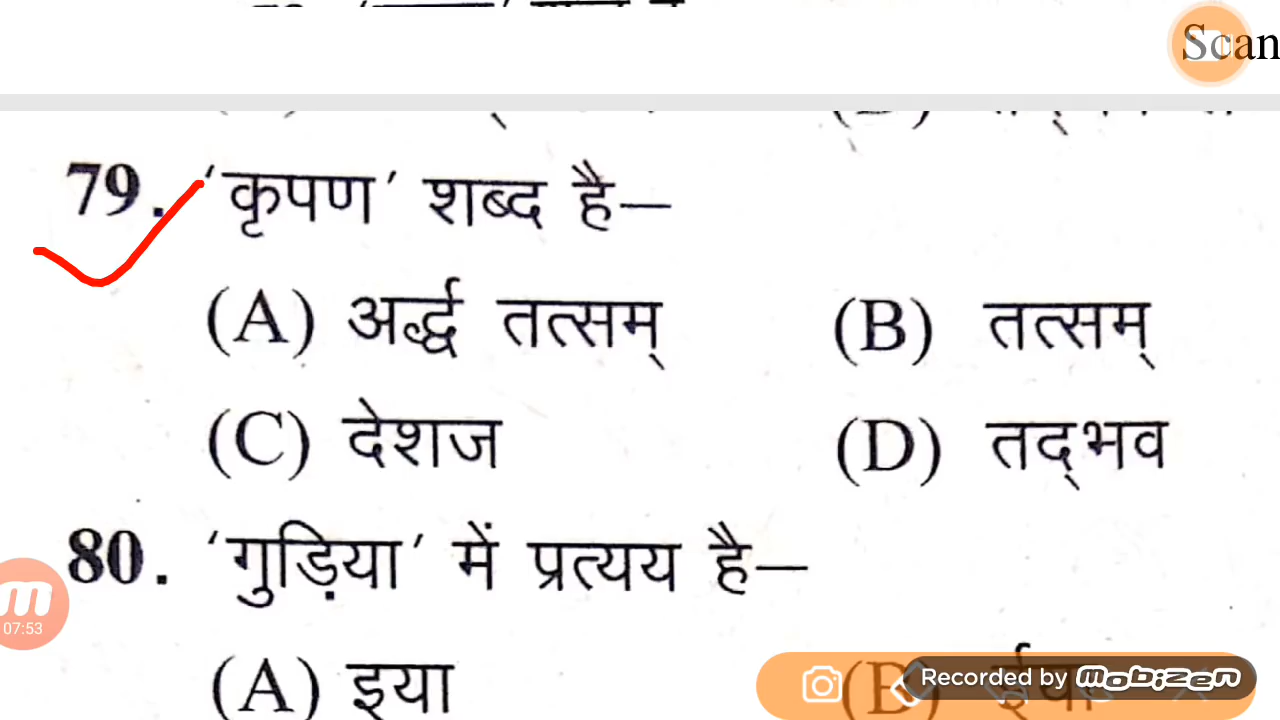 Scan
79. 'कृपण' शब्द है—
(A) अर्द्ध तत्सम् (B) तत्सम्
(C) देशज (D) तद्भव
80. 'गुड़िया' में प्रत्यय है—
(A) इया (B) ईया
07:53
Recorded by mobizen